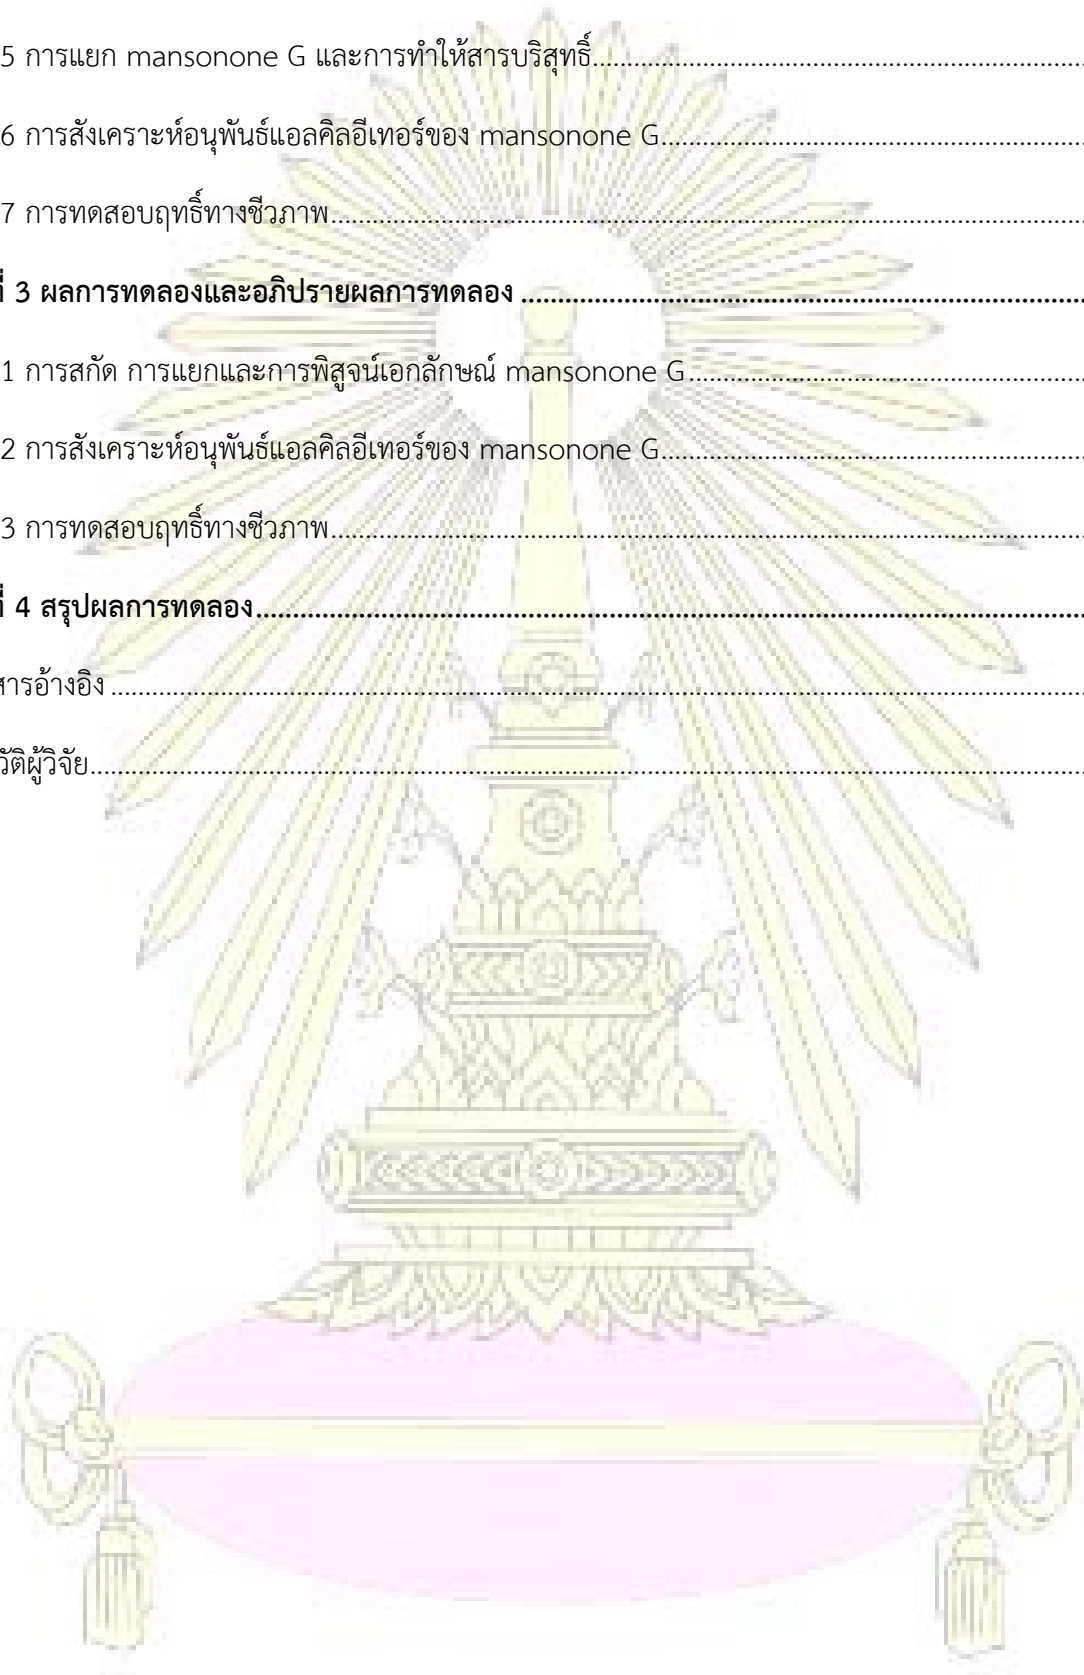 5 การแยก mansonone G และการทำให้สารบริสุทธิ์................................................
6 การสังเคราะห์อนุพันธ์แอลคิลอีเทอร์ของ mansonone G................................................
7 การทดสอบฤทธิ์ทางชีวภาพ................................................
ที่ 3 ผลการทดลองและอภิปรายผลการทดลอง ................................................
1 การสกัด การแยกและการพิสูจน์เอกลักษณ์ mansonone G................................................
2 การสังเคราะห์อนุพันธ์แอลคิลอีเทอร์ของ mansonone G................................................
3 การทดสอบฤทธิ์ทางชีวภาพ................................................
ที่ 4 สรุปผลการทดลอง................................................
สารอ้างอิง ................................................
วัติผู้วิจัย................................................